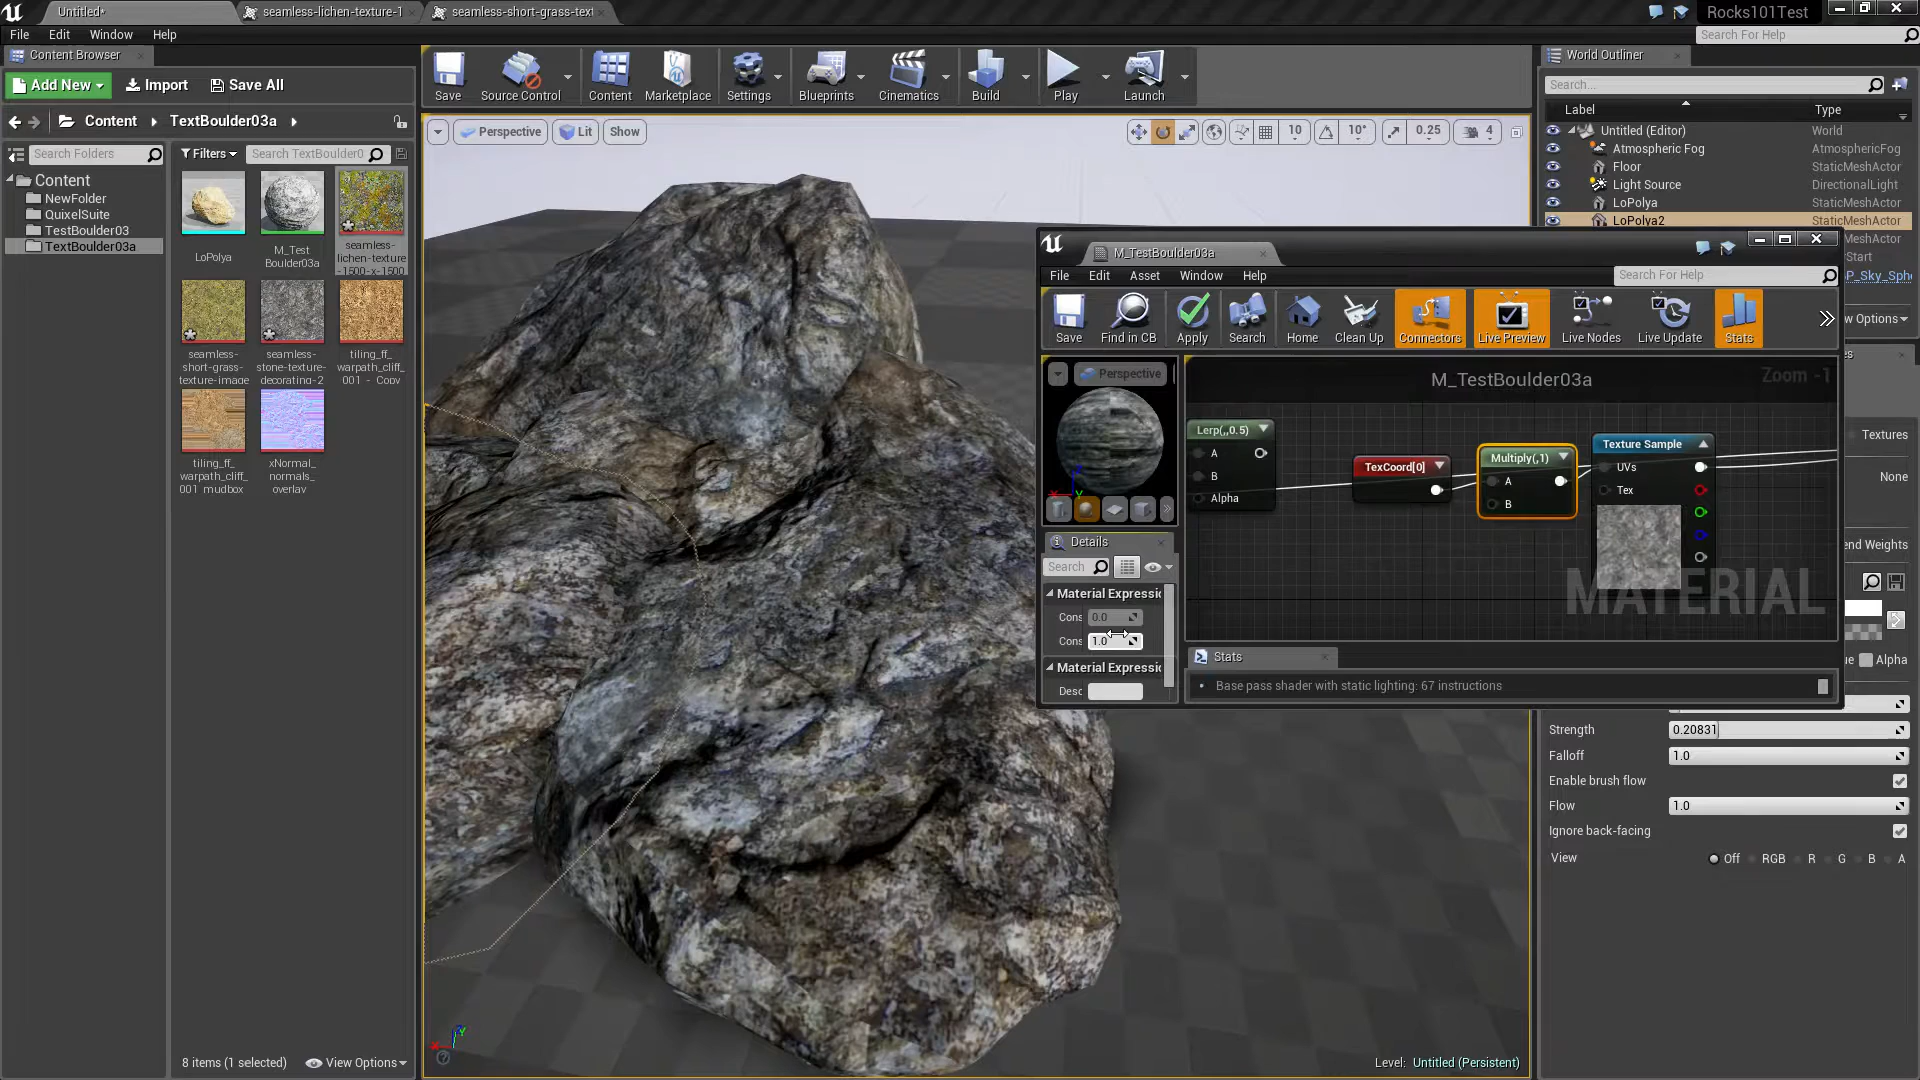 Untitled*
seamless-lichen-texture-1
seamless-short-grass-text
Rocks101Test
File Edit Window Help
Search For Help
Content Browser
Add New Import Save All
Content TextBoulder03a
Search Folders
Content
NewFolder
QuixelSuite
TestBoulder03
TextBoulder03a
Filters Search TextBoulder0
LoPolya
M_Test
Boulder03a
seamless-
lichen-texture
-1500-x-1500
seamless-
short-grass-
texture-image
seamless-
stone-texture-
decorating-2
tiling_ff_
warpath_cliff_
001 - Copy
tiling_ff_
warpath_cliff_
001 mudbox
xNormal_
normals_
overlay
8 items (1 selected) View Options
Save Source Control Content Marketplace Settings Blueprints Cinematics Build Play Launch
Perspective Lit Show
10 10° 0.25 4
Level: Untitled (Persistent)
World Outliner
Search...
Label Type
Untitled (Editor) World
Atmospheric Fog AtmosphericFog
Floor StaticMeshActor
Light Source DirectionalLight
LoPolya StaticMeshActor
LoPolya2 StaticMeshActor
MeshActor
Start
P_Sky_Sphe
w Options
es
Textures
None
end Weights
ue Alpha
Strength 0.20831
Falloff 1.0
Enable brush flow
Flow 1.0
Ignore back-facing
View Off RGB R G B A
M_TestBoulder03a
File Edit Asset Window Help
Search For Help
Save Find in CB Apply Search Home Clean Up Connectors Live Preview Live Nodes Live Update Stats
Perspective
M_TestBoulder03a
Zoom -1
Lerp(,,0.5)
A
B
Alpha
TexCoord[0]
Multiply(,1)
A
B
Texture Sample
UVs
Tex
MATERIAL
Details
Search
Material Expressic
Cons 0.0
Cons 1.0
Material Expressic
Desc
Stats
Base pass shader with static lighting: 67 instructions